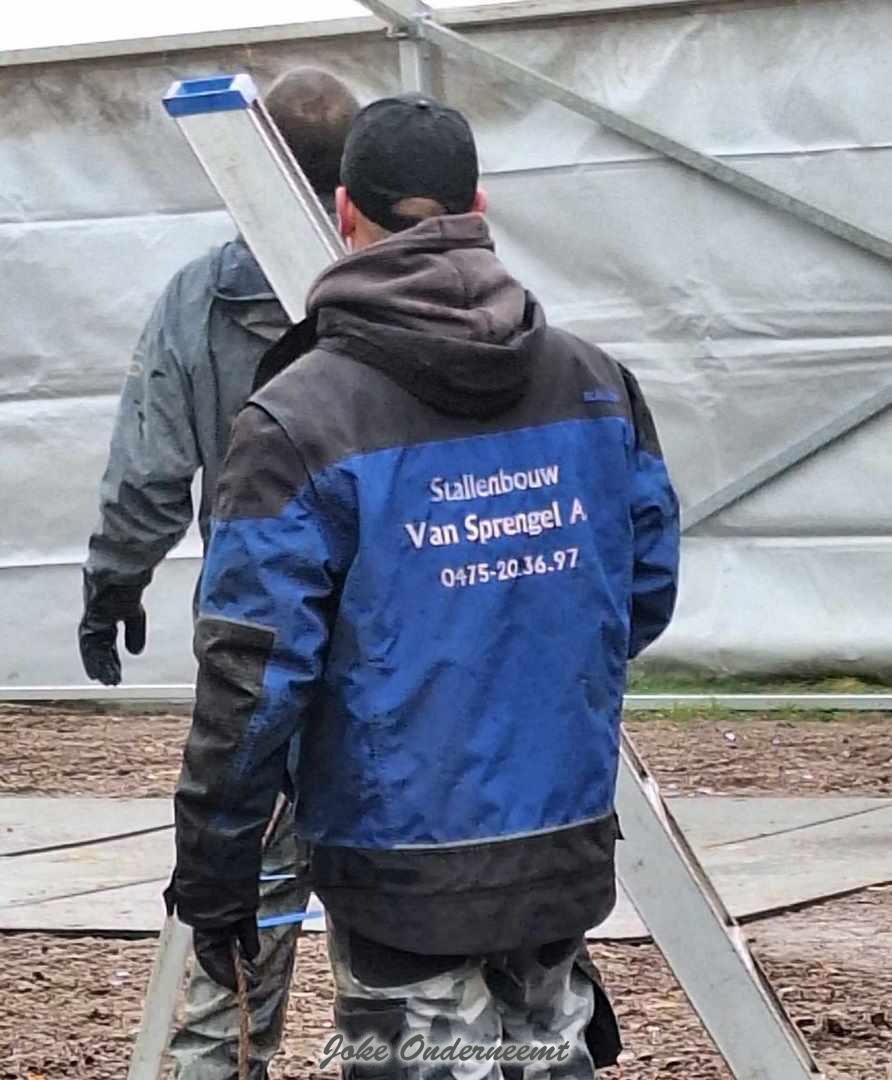 Stallenbouw
Van Sprengel A
0475-20.36.97
Joke Onderneemt